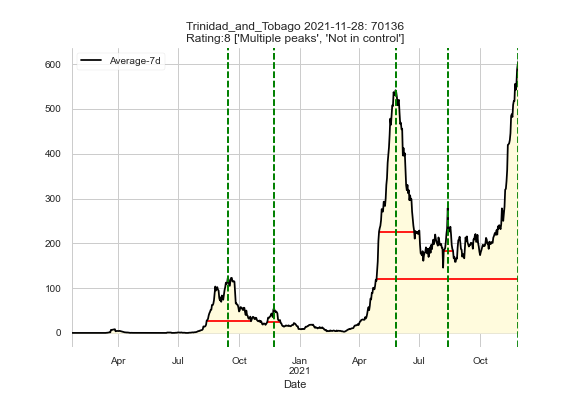 Trinidad_and_Tobago 2021-11-28: 70136
Rating:8 ['Multiple peaks', 'Not in control']
Average-7d
600
500
400
300
200
100
0
Apr Jul Oct Jan Apr Jul Oct
2021
Date